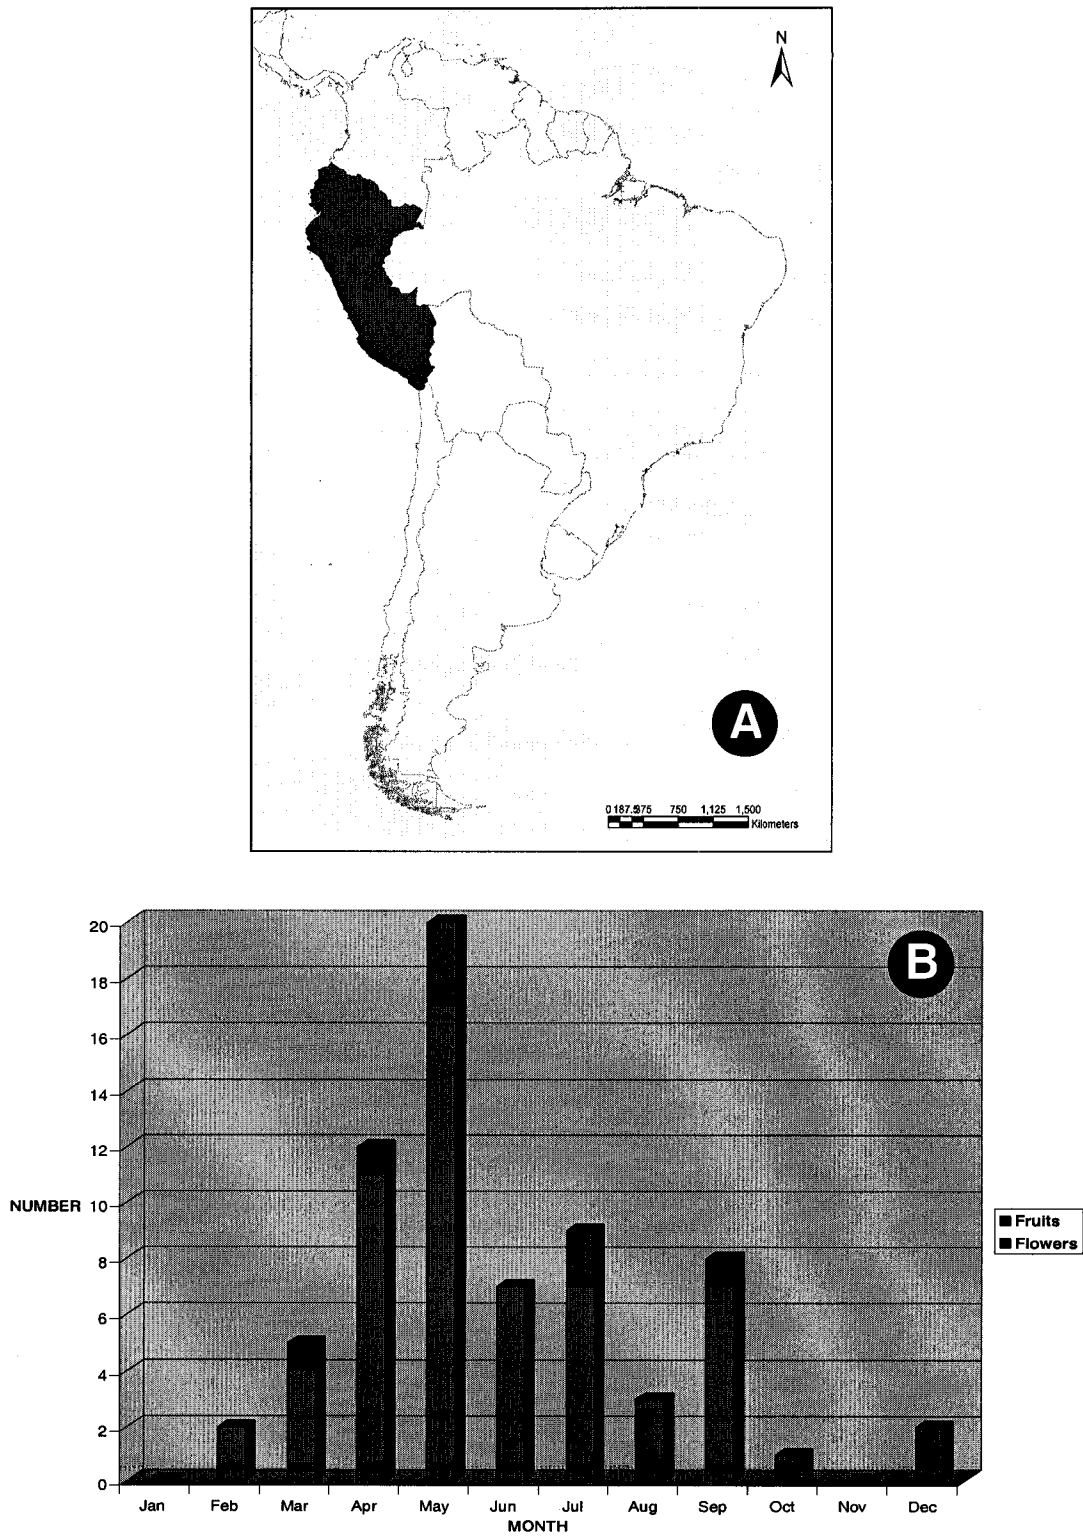 N
A
0 187.5 375 750 1,125 1,500
Kilometers
B
20
18
16
14
12
NUMBER 10
8
6
4
2
0
Fruits
Flowers
Jan Feb Mar Apr May Jun Jul Aug Sep Oct Nov Dec
MONTH